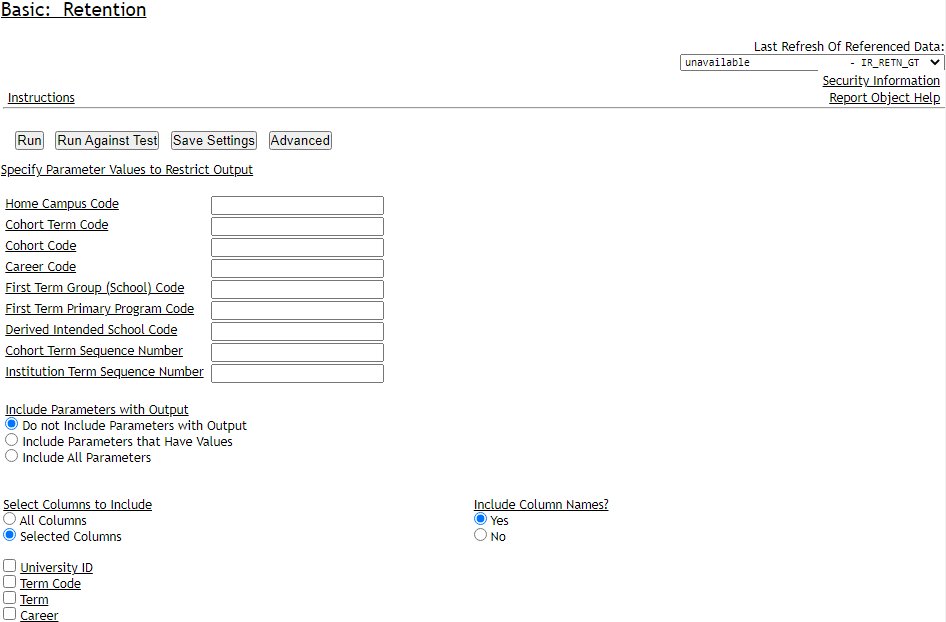 Basic: Retention
Last Refresh Of Referenced Data:
unavailable - IR_RETN_GT
Security Information
Instructions
Report Object Help
Run Run Against Test Save Settings Advanced
Specify Parameter Values to Restrict Output
Home Campus Code
Cohort Term Code
Cohort Code
Career Code
First Term Group (School) Code
First Term Primary Program Code
Derived Intended School Code
Cohort Term Sequence Number
Institution Term Sequence Number
Include Parameters with Output
Do not Include Parameters with Output
Include Parameters that Have Values
Include All Parameters
Select Columns to Include
All Columns
Selected Columns
Include Column Names?
Yes
No
University ID
Term Code
Term
Career